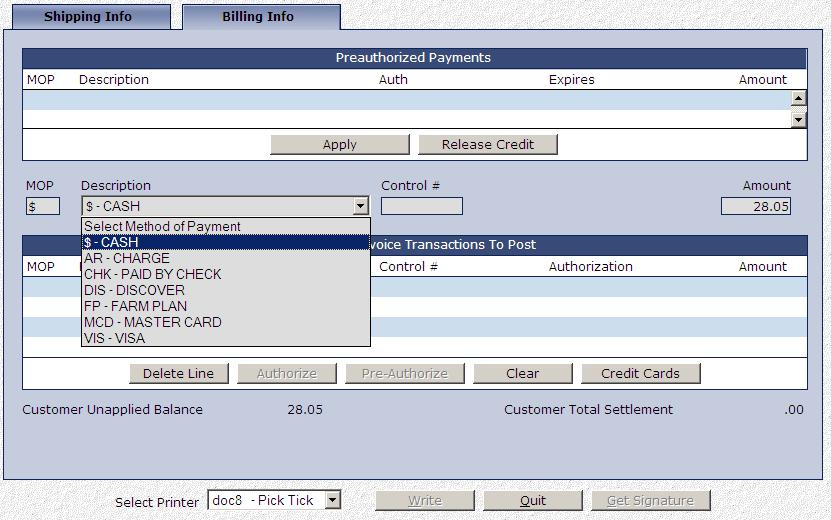 Shipping Info Billing Info
Preauthorized Payments
MOP Description Auth Expires Amount
Apply Release Credit
MOP Description Control # Amount
$ $ - CASH 28.05
Select Method of Payment
$ - CASH
AR - CHARGE
CHK - PAID BY CHECK
DIS - DISCOVER
FP - FARM PLAN
MCD - MASTER CARD
VIS - VISA
voice Transactions To Post
MOP Control # Authorization Amount
Delete Line Authorize Pre-Authorize Clear Credit Cards
Customer Unapplied Balance 28.05 Customer Total Settlement .00
Select Printer doc8 - Pick Tick Write Quit Get Signature